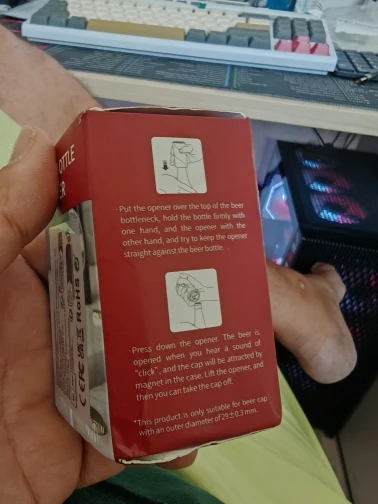 OTTLE
ER
·Put the opener over the top of the beer
bottleneck, hold the bottle firmly with
one hand, and the opener with the
other hand, and try to keep the opener
straight against the beer bottle.
·Press down the opener. The beer is
opened when you hear a sound of
"click", and the cap will be attracted by
magnet in the case. Lift the opener, and
then you can take the cap off.
*This product is only suitable for beer cap
with an outer diameter of 29±0.3 mm.
CE FC RoHS